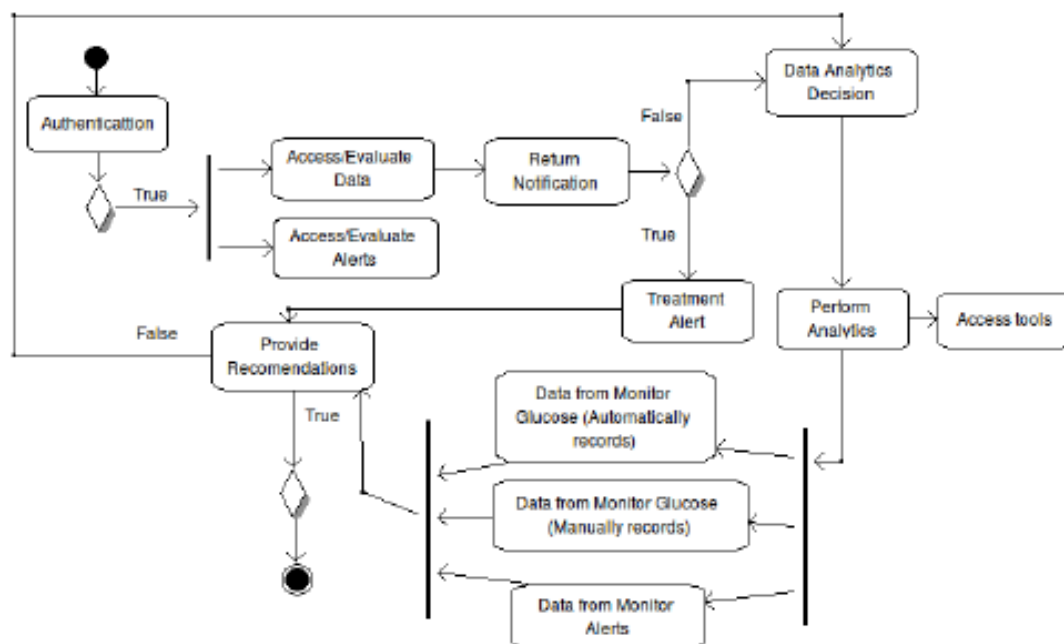 Authenticattion
True
Access/Evaluate
Data
Access/Evaluate
Alerts
Return
Notification
False
True
Data Analytics
Decision
Treatment
Alert
Perform
Analytics
Access tools
False
Provide
Recomendations
True
Data from Monitor
Glucose (Automatically
records)
Data from Monitor Glucose
(Manually records)
Data from Monitor
Alerts